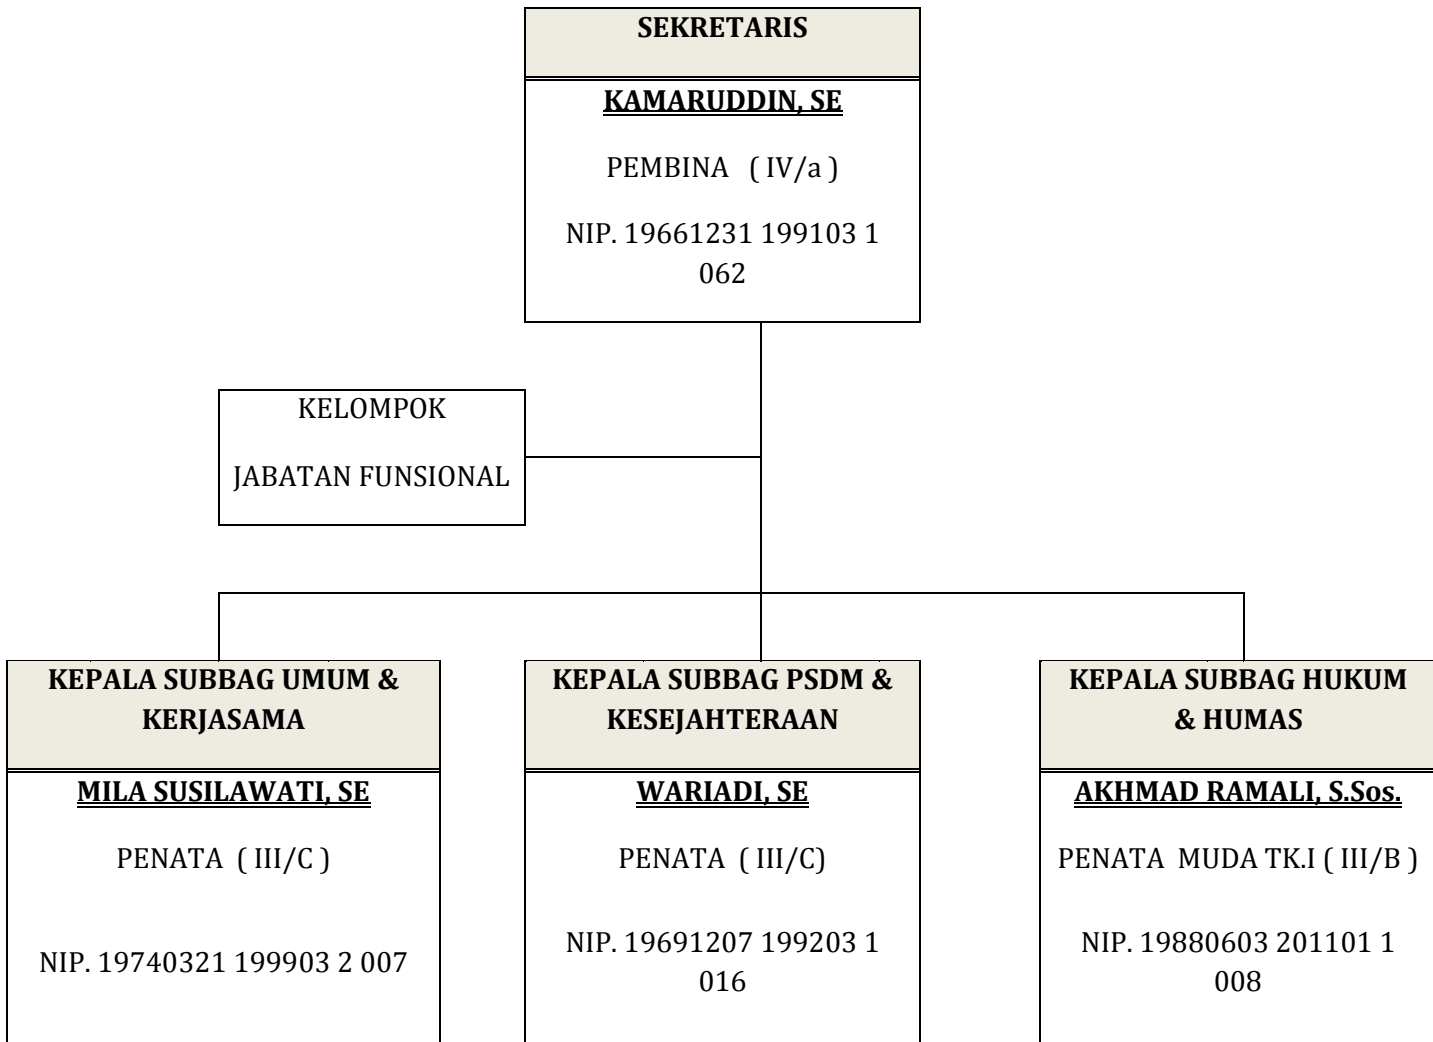 SEKRETARIS
KAMARUDDIN, SE
PEMBINA ( IV/a )
NIP. 19661231 199103 1
062
KELOMPOK
JABATAN FUNSIONAL
KEPALA SUBBAG UMUM &
KERJASAMA
MILA SUSILAWATI, SE
PENATA ( III/C )
NIP. 19740321 199903 2 007
KEPALA SUBBAG PSDM &
KESEJAHTERAAN
WARIADI, SE
PENATA ( III/C)
NIP. 19691207 199203 1
016
KEPALA SUBBAG HUKUM
& HUMAS
AKHMAD RAMALI, S.Sos.
PENATA MUDA TK.I ( III/B )
NIP. 19880603 201101 1
008